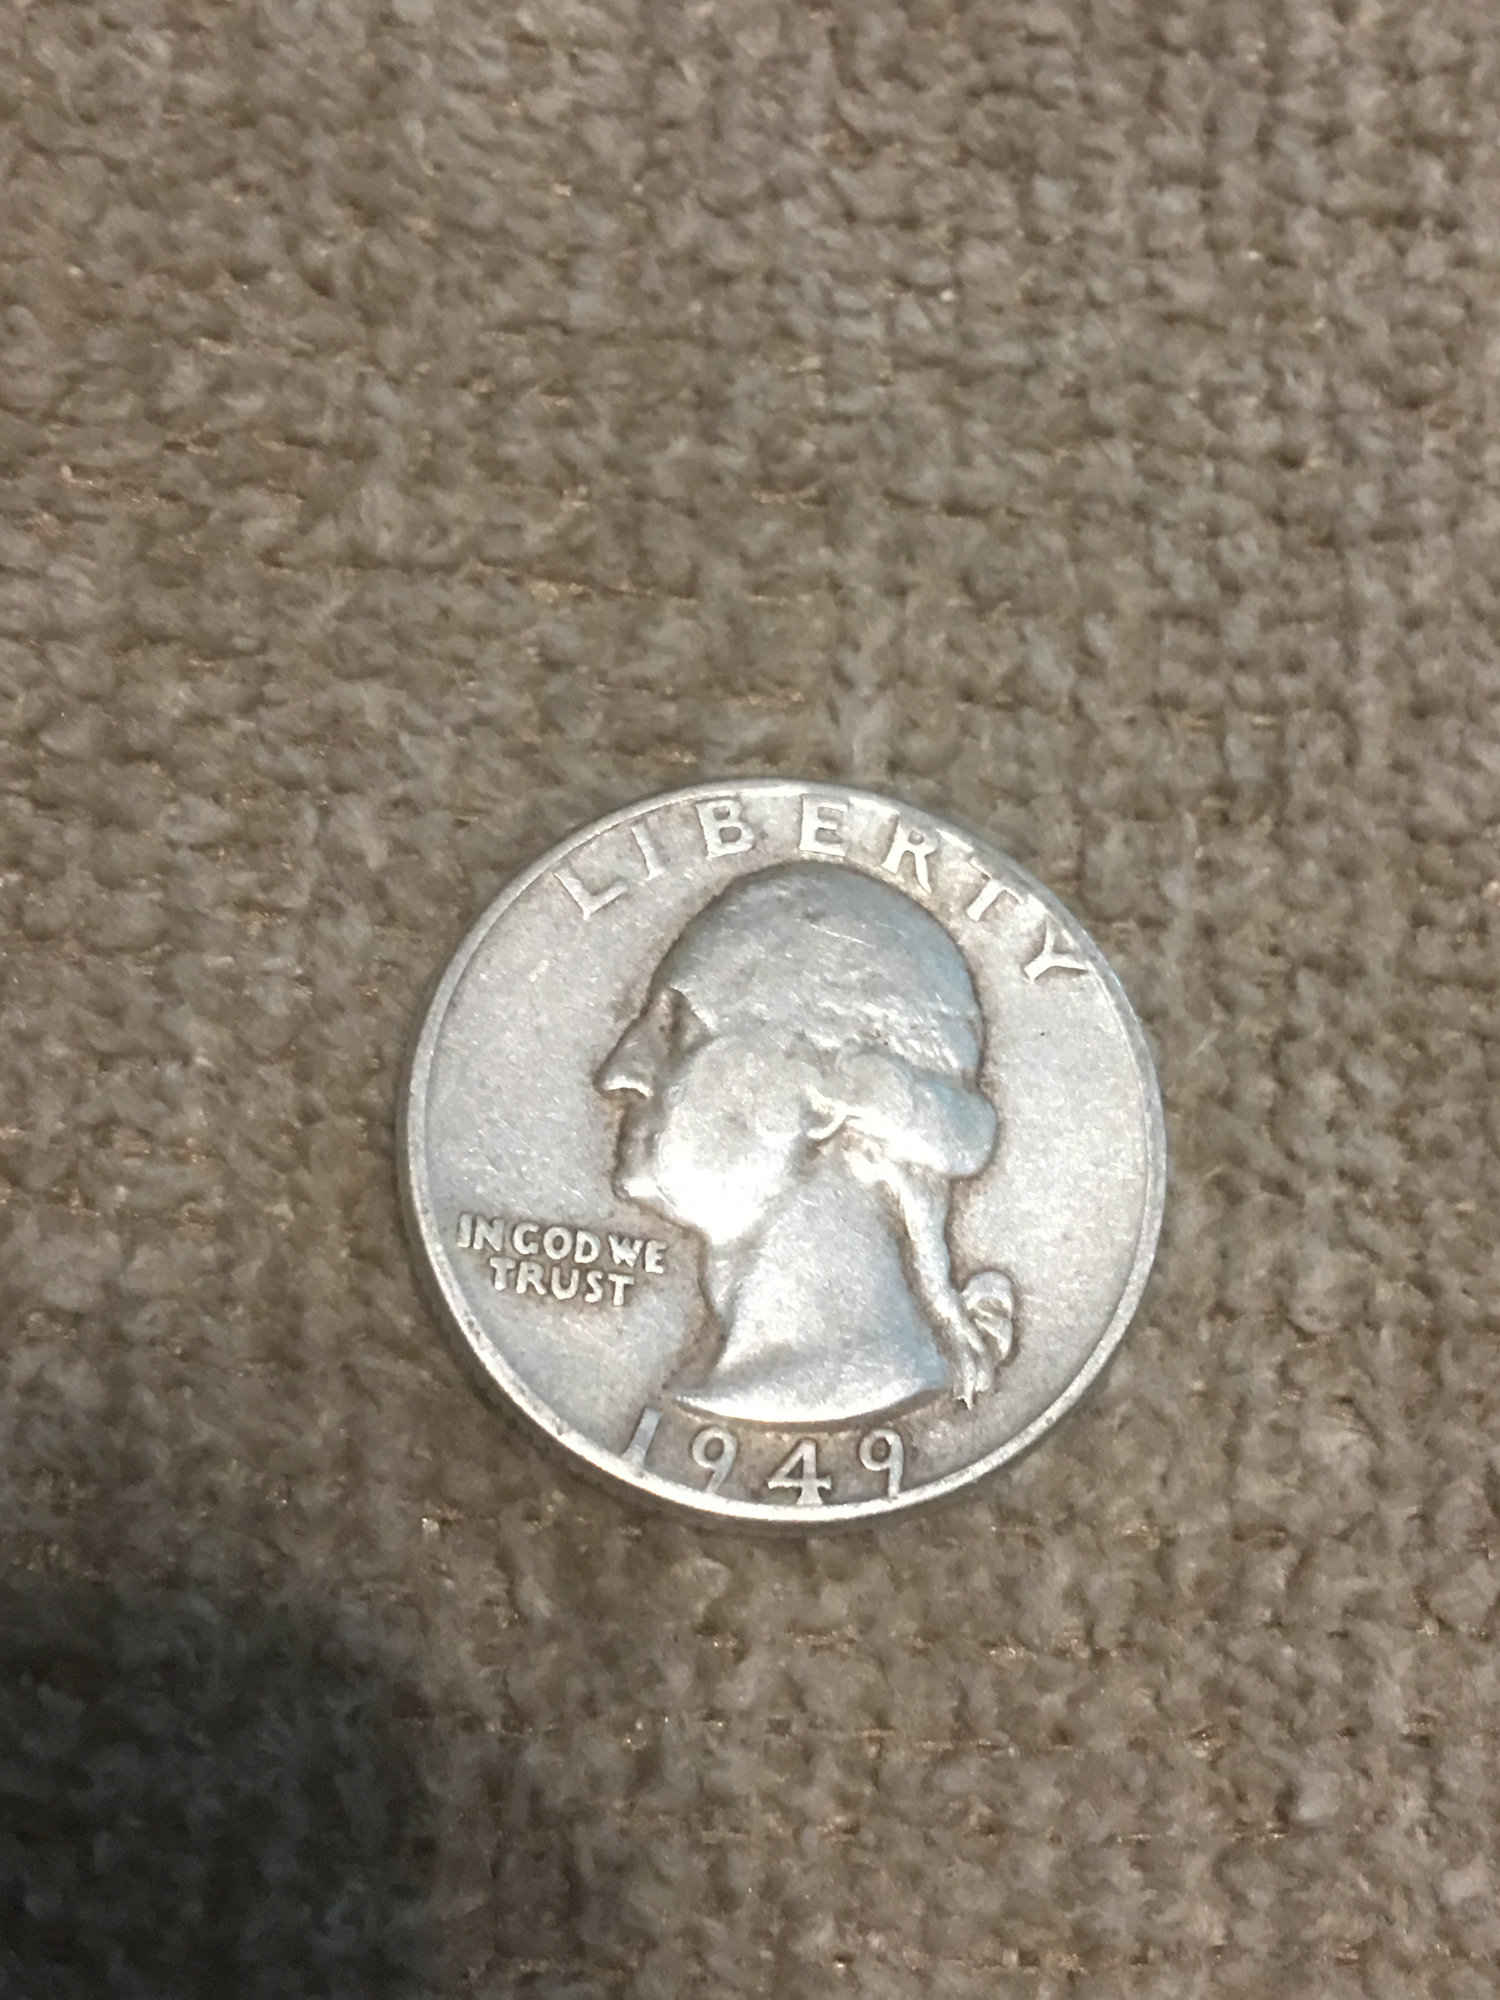 LIBERTY
IN GOD WE
TRUST
1949